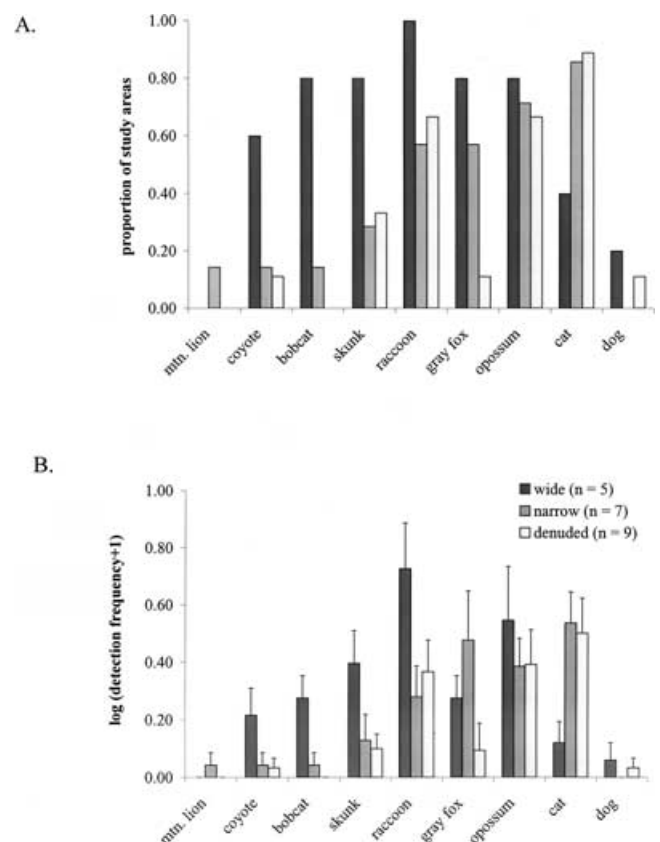 A.
proportion of study areas
1.00
0.80
0.60
0.40
0.20
0.00
mtn. lion
coyote
bobcat
skunk
raccoon
gray fox
opossum
cat
dog
B.
log (detection frequency+1)
1.00
0.80
0.60
0.40
0.20
0.00
wide (n = 5)
narrow (n = 7)
denuded (n = 9)
mtn. lion
coyote
bobcat
skunk
raccoon
gray fox
opossum
cat
dog